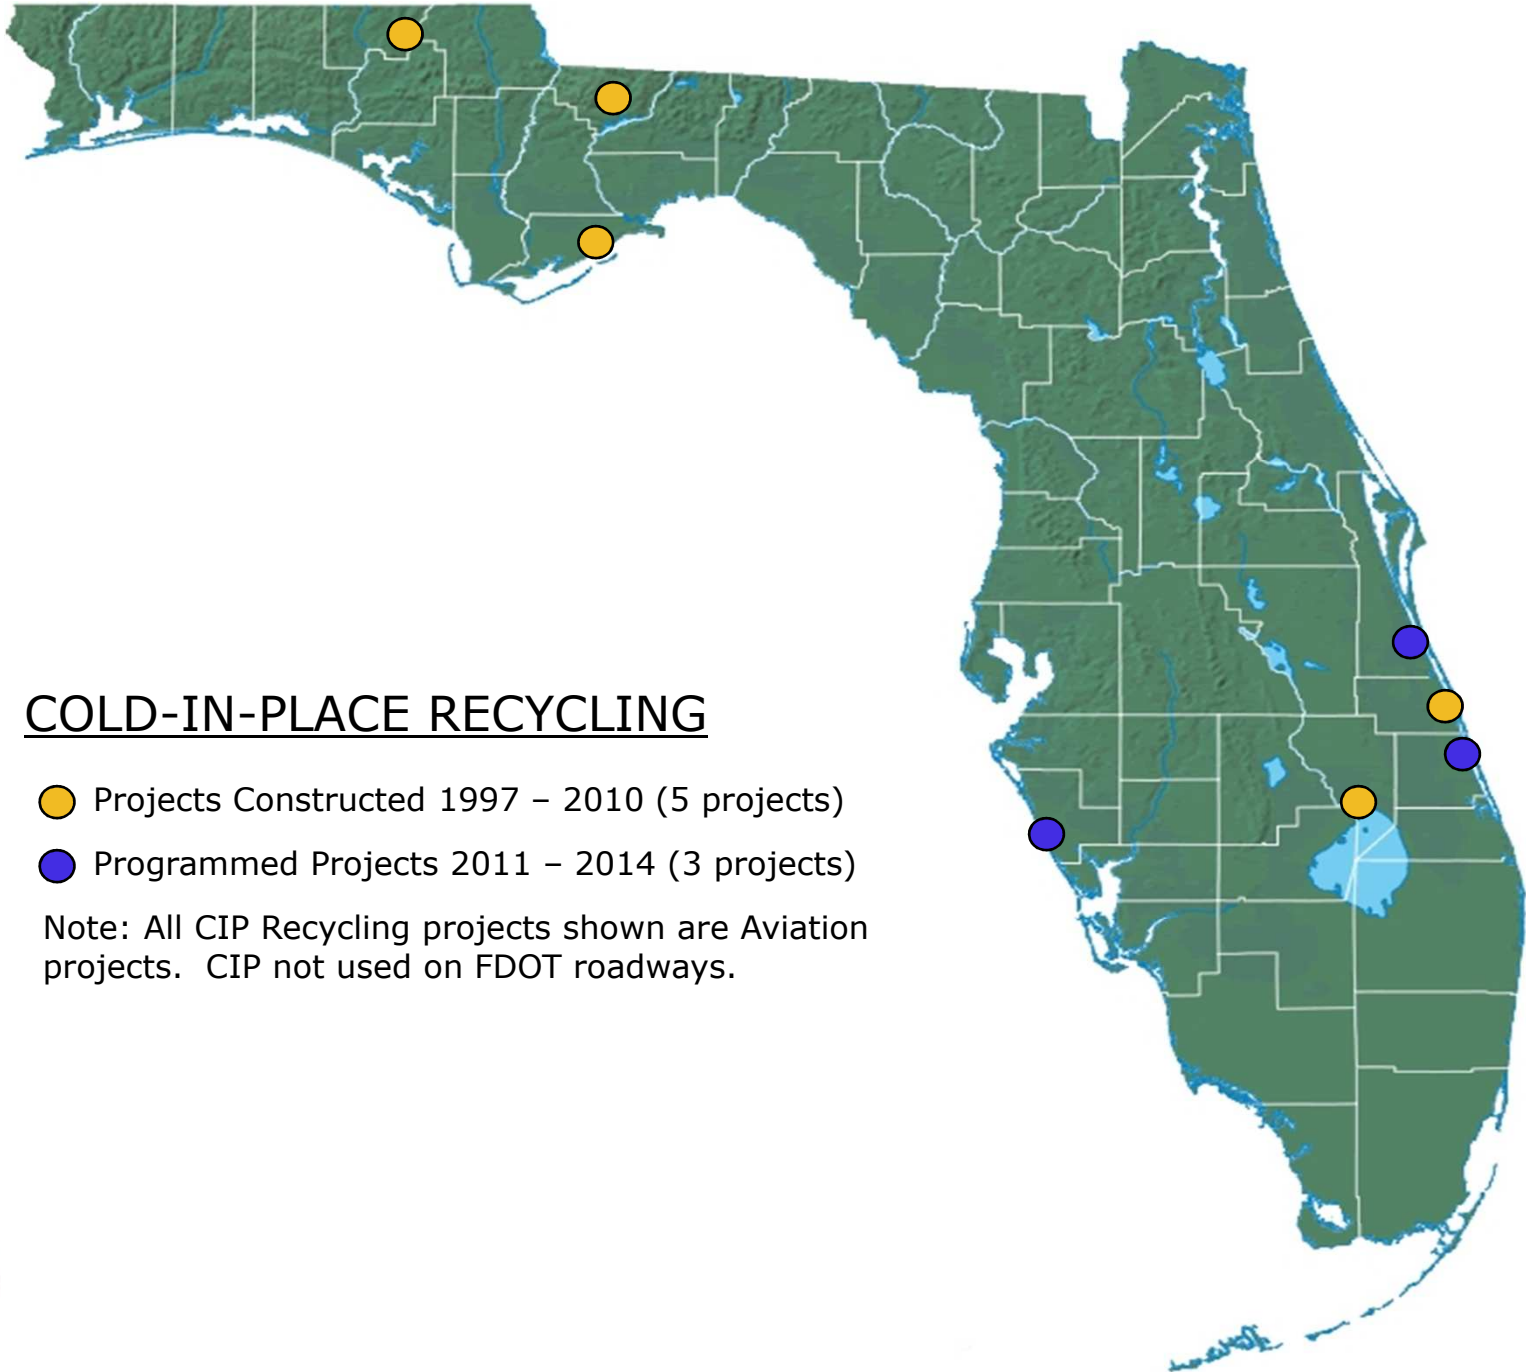 COLD-IN-PLACE RECYCLING
Projects Constructed 1997 – 2010 (5 projects)
Programmed Projects 2011 – 2014 (3 projects)
Note: All CIP Recycling projects shown are Aviation
projects. CIP not used on FDOT roadways.